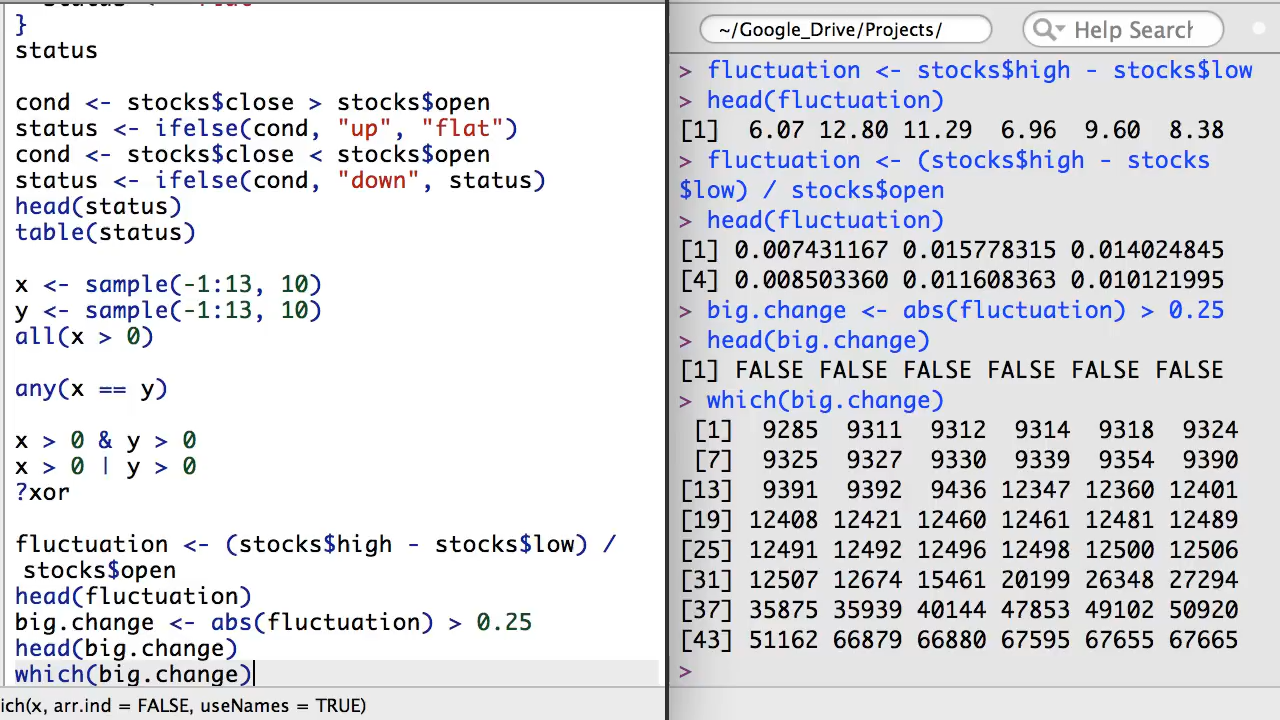 }
status
cond <- stocks$close > stocks$open
status <- ifelse(cond, "up", "flat")
cond <- stocks$close < stocks$open
status <- ifelse(cond, "down", status)
head(status)
table(status)
x <- sample(-1:13, 10)
y <- sample(-1:13, 10)
all(x > 0)
any(x == y)
x > 0 & y > 0
x > 0 | y > 0
?xor
fluctuation <- (stocks$high - stocks$low) /
stocks$open
head(fluctuation)
big.change <- abs(fluctuation) > 0.25
head(big.change)
which(big.change)
ich(x, arr.ind = FALSE, useNames = TRUE)
~/Google_Drive/Projects/
Help Search
> fluctuation <- stocks$high - stocks$low
> head(fluctuation)
[1] 6.07 12.80 11.29 6.96 9.60 8.38
> fluctuation <- (stocks$high - stocks
$low) / stocks$open
> head(fluctuation)
[1] 0.007431167 0.015778315 0.014024845
[4] 0.008503360 0.011608363 0.010121995
> big.change <- abs(fluctuation) > 0.25
> head(big.change)
[1] FALSE FALSE FALSE FALSE FALSE FALSE
> which(big.change)
[1] 9285 9311 9312 9314 9318 9324
[7] 9325 9327 9330 9339 9354 9390
[13] 9391 9392 9436 12347 12360 12401
[19] 12408 12421 12460 12461 12481 12489
[25] 12491 12492 12496 12498 12500 12506
[31] 12507 12674 15461 20199 26348 27294
[37] 35875 35939 40144 47853 49102 50920
[43] 51162 66879 66880 67595 67655 67665
>